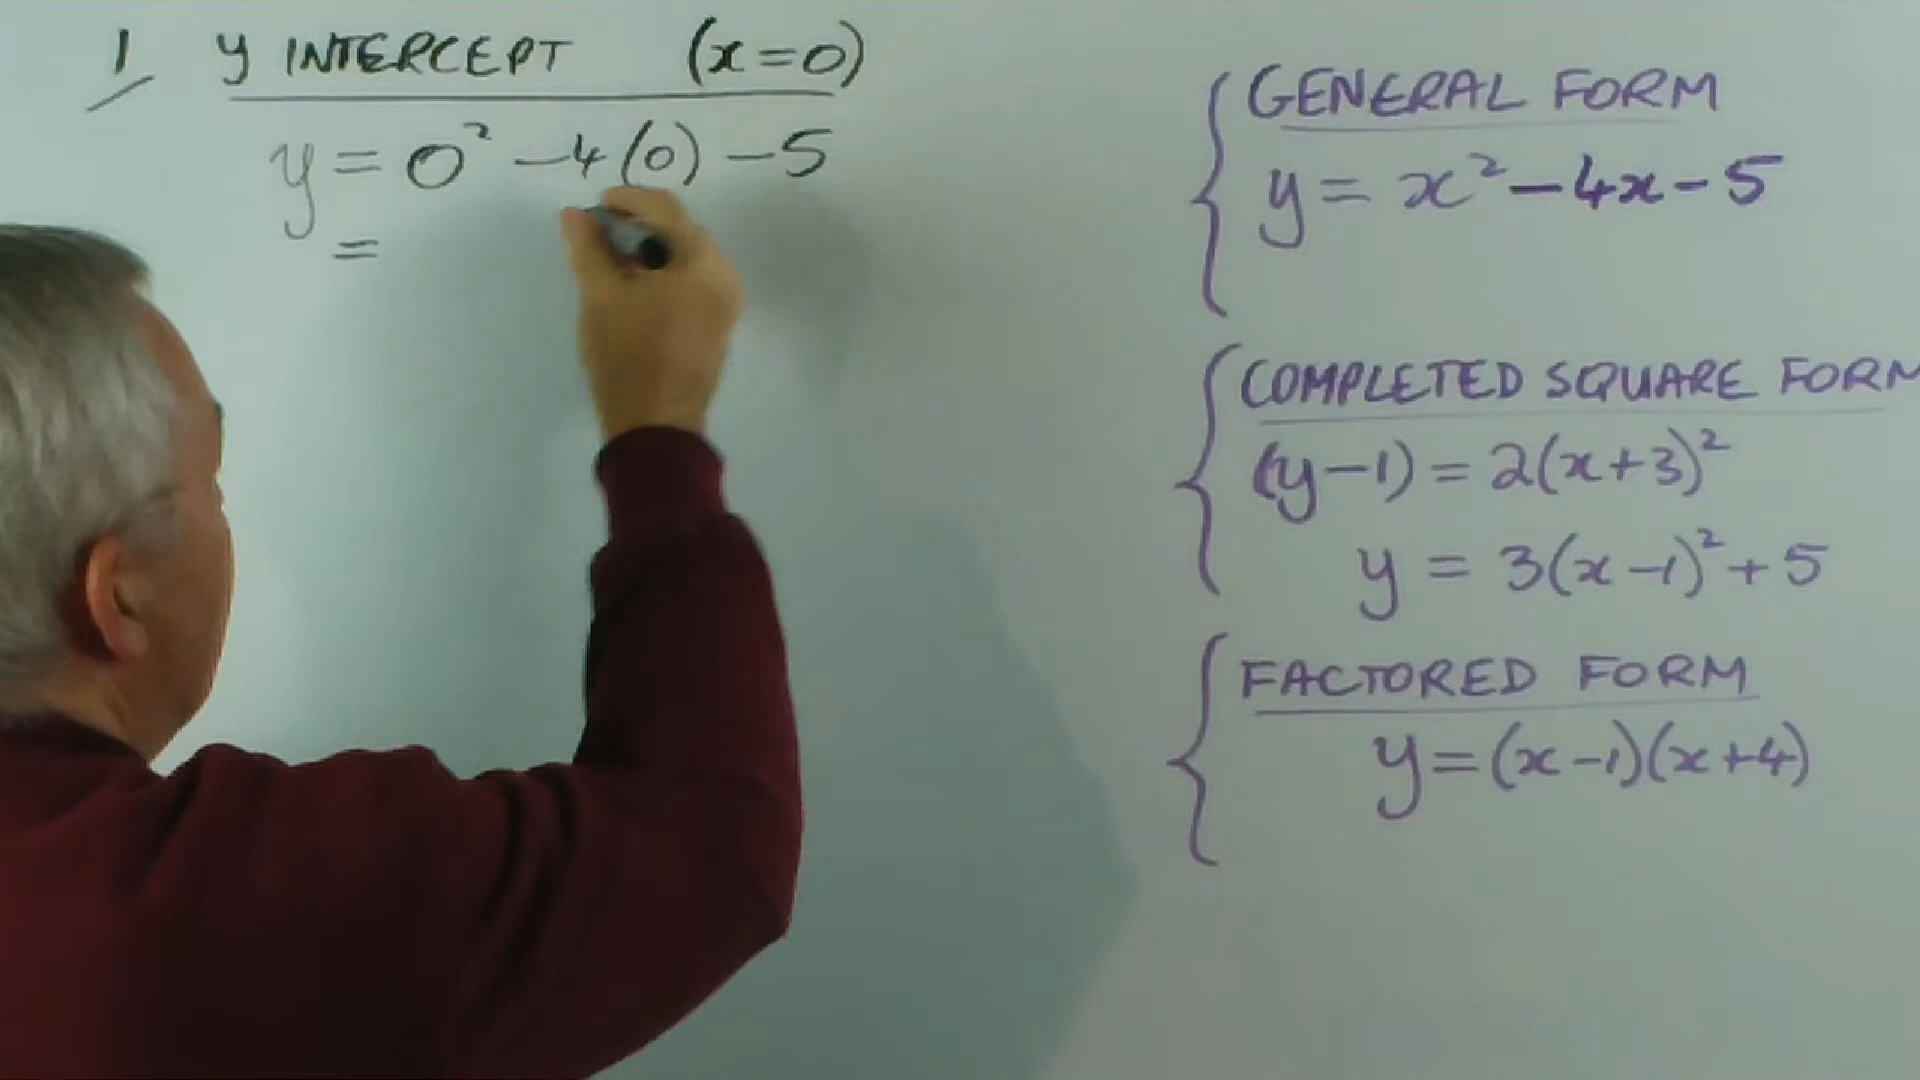 1 y INTERCEPT (x=0)
y = 0² -4(0) -5
=
GENERAL FORM
y = x² - 4x - 5
COMPLETED SQUARE FORM
(y-1) = 2(x+3)²
y = 3(x-1)² + 5
FACTORED FORM
y = (x-1)(x+4)